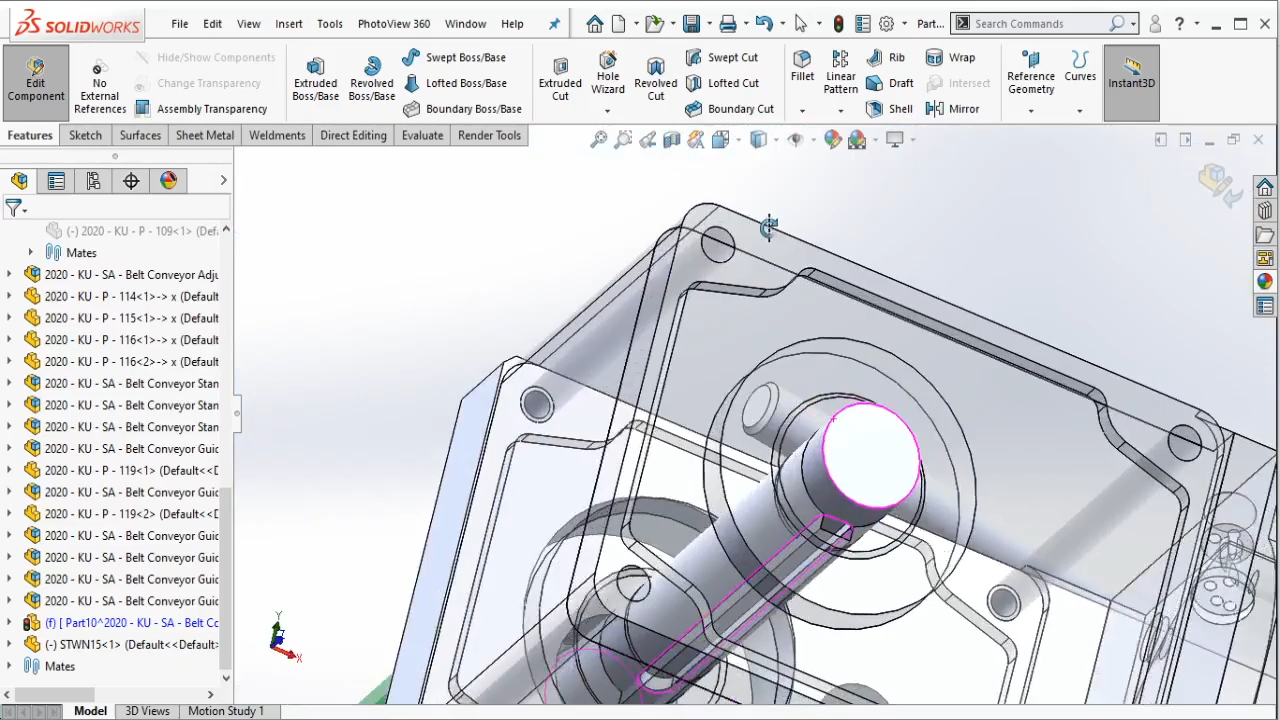 SOLIDWORKS File Edit View Insert Tools PhotoView 360 Window Help Part... Search Commands
Edit Component
No External References
Hide/Show Components
Change Transparency
Assembly Transparency
Extruded Boss/Base
Revolved Boss/Base
Swept Boss/Base
Lofted Boss/Base
Boundary Boss/Base
Extruded Cut
Hole Wizard
Revolved Cut
Swept Cut
Lofted Cut
Boundary Cut
Fillet
Linear Pattern
Rib
Draft
Shell
Wrap
Intersect
Mirror
Reference Geometry
Curves
Instant3D
Features Sketch Surfaces Sheet Metal Weldments Direct Editing Evaluate Render Tools
(-) 2020 - KU - P - 109<1> (Def
Mates
2020 - KU - SA - Belt Conveyor Adju
2020 - KU - P - 114<1>-> x (Default
2020 - KU - P - 115<1>-> x (Default
2020 - KU - P - 116<1>-> x (Default
2020 - KU - P - 116<2>-> x (Default
2020 - KU - SA - Belt Conveyor Stan
2020 - KU - SA - Belt Conveyor Stan
2020 - KU - SA - Belt Conveyor Stan
2020 - KU - SA - Belt Conveyor Guid
2020 - KU - P - 119<1> (Default<<D
2020 - KU - SA - Belt Conveyor Guid
2020 - KU - P - 119<2> (Default<<D
2020 - KU - SA - Belt Conveyor Guid
2020 - KU - SA - Belt Conveyor Guid
2020 - KU - SA - Belt Conveyor Guid
2020 - KU - SA - Belt Conveyor Guid
(f) [ Part10^2020 - KU - SA - Belt Co
(-) STWN15<1> (Default<<Default>
Mates
Y
Z
X
Model 3D Views Motion Study 1